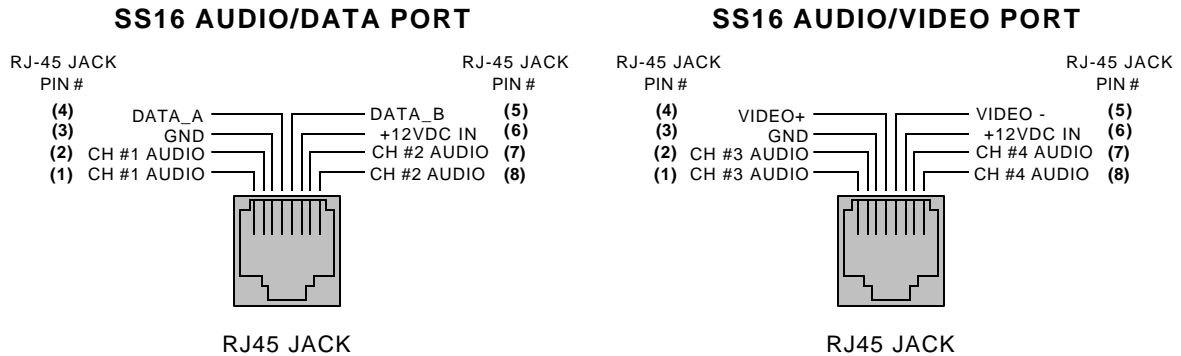 SS16 AUDIO/DATA PORT
RJ-45 JACK
PIN #
RJ-45 JACK
PIN #
(4) DATA_A
DATA_B (5)
(3) GND
+12VDC IN (6)
(2) CH #1 AUDIO
CH #2 AUDIO (7)
(1) CH #1 AUDIO
CH #2 AUDIO (8)
RJ45 JACK
SS16 AUDIO/VIDEO PORT
RJ-45 JACK
PIN #
RJ-45 JACK
PIN #
(4) VIDEO+
VIDEO - (5)
(3) GND
+12VDC IN (6)
(2) CH #3 AUDIO
CH #4 AUDIO (7)
(1) CH #3 AUDIO
CH #4 AUDIO (8)
RJ45 JACK